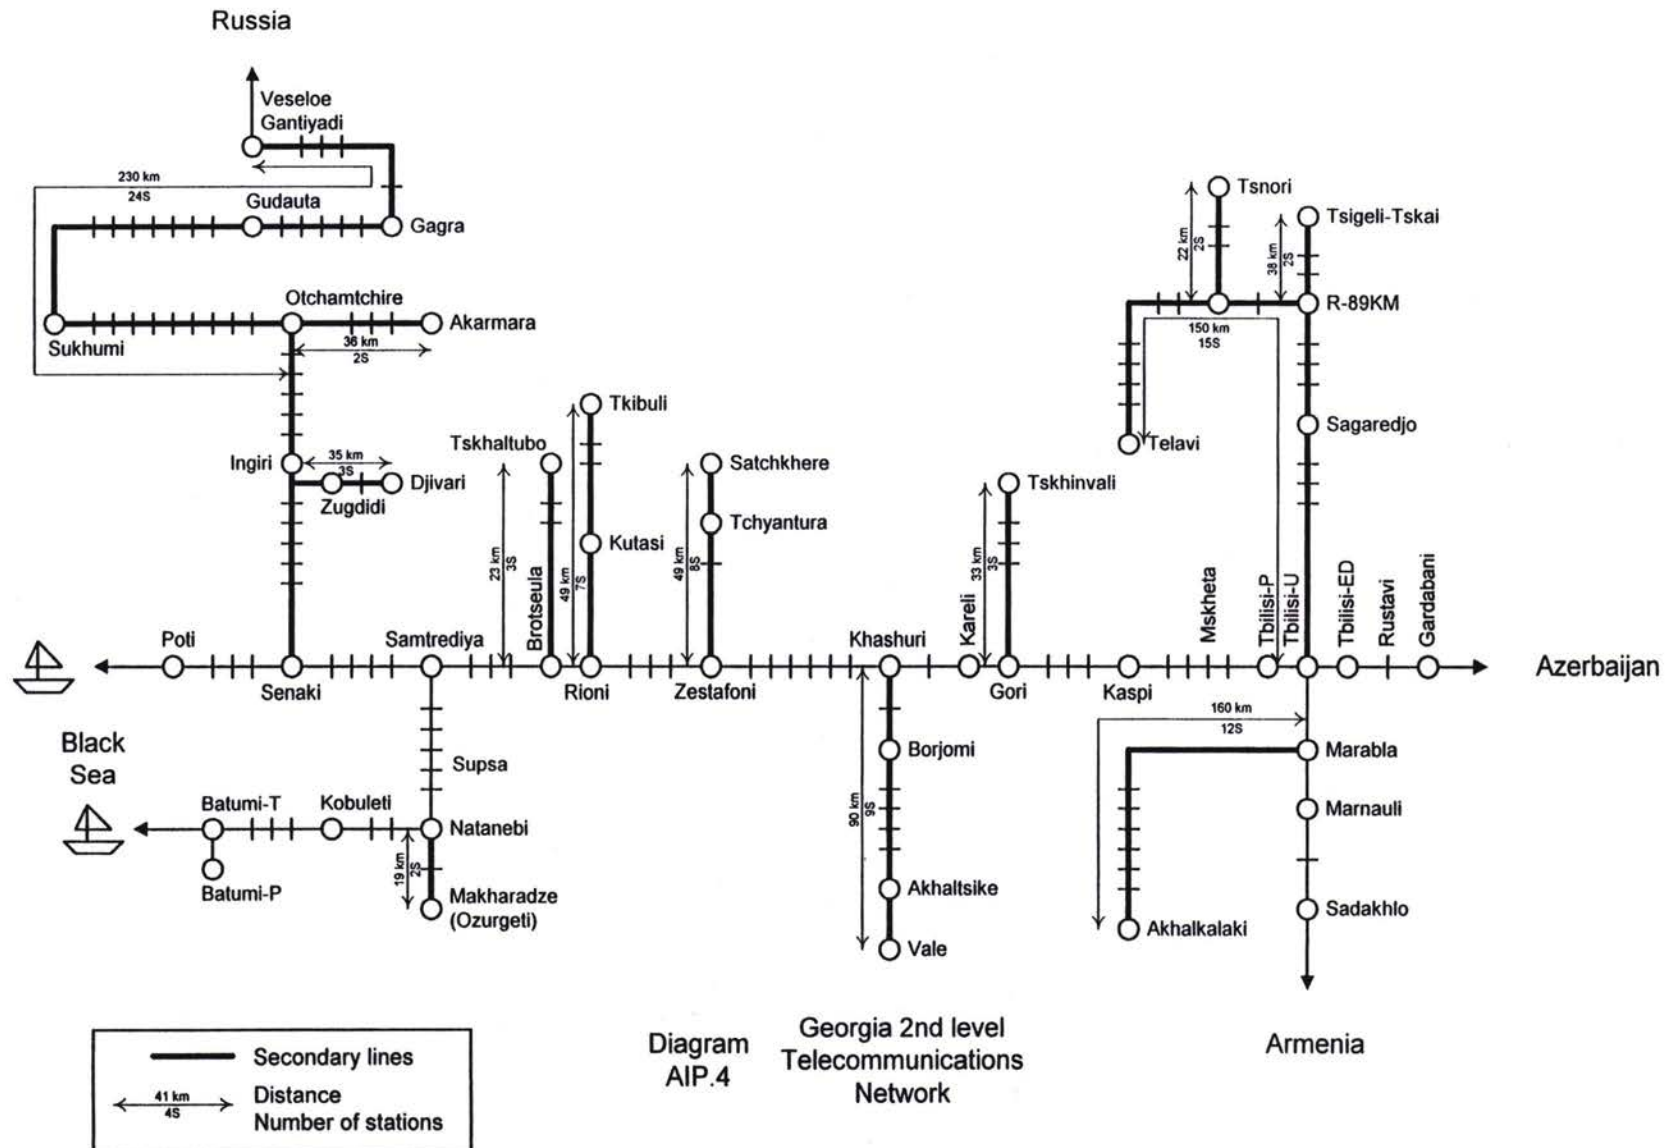 Russia
Veseloe
Gantiyadi
230 km
24S
Gudauta
Gagra
Otchamtchire
Akarmara
Sukhumi
36 km
2S
Tsnori
Tsigeli-Tskai
22 km
2S
38 km
2S
R-89KM
150 km
15S
Telavi
Sagaredjo
Tkibuli
Tskhaltubo
Ingiri
35 km
3S
Djivari
Zugdidi
Satchkhere
Tchyantura
Tskhinvali
Kutasi
23 km
3S
Brotseula
49 km
7S
49 km
8S
33 km
3S
Kareli
Mskheta
Tbilisi-P
Tbilisi-U
Tbilisi-ED
Rustavi
Gardabani
Poti
Samtrediya
Khashuri
Senaki
Rioni
Zestafoni
Gori
Kaspi
Azerbaijan
Black
Sea
Supsa
Batumi-T
Kobuleti
Natanebi
Batumi-P
19 km
2S
Makharadze
(Ozurgeti)
Borjomi
90 km
9S
Akhaltsike
Vale
160 km
12S
Marabla
Marnauli
Sadakhlo
Akhalkalaki
Armenia
Diagram
AIP.4
Georgia 2nd level
Telecommunications
Network
Secondary lines
41 km
4S
Distance
Number of stations